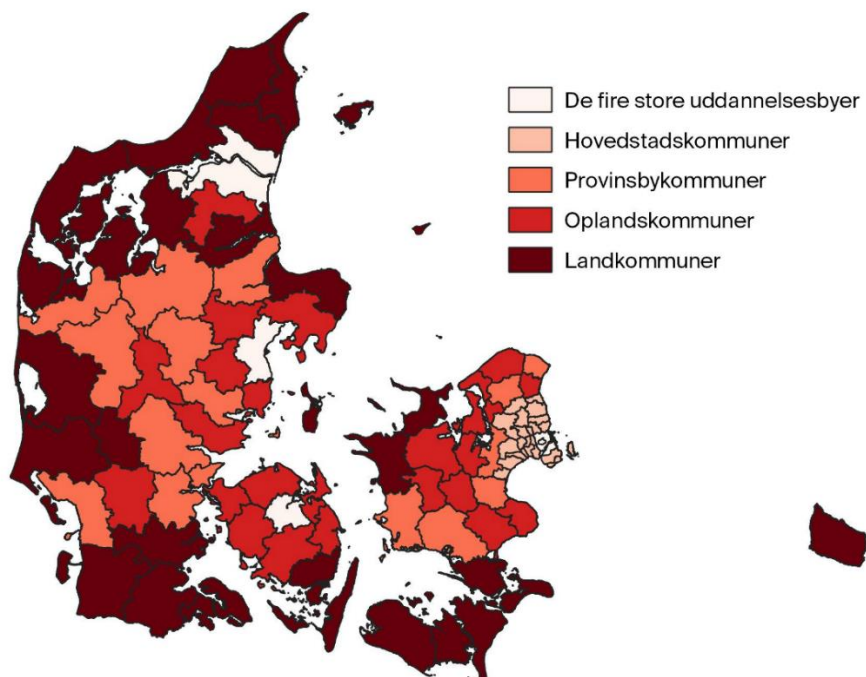 De fire store uddannelsesbyer
Hovedstadskommuner
Provinsbykommuner
Oplandskommuner
Landkommuner